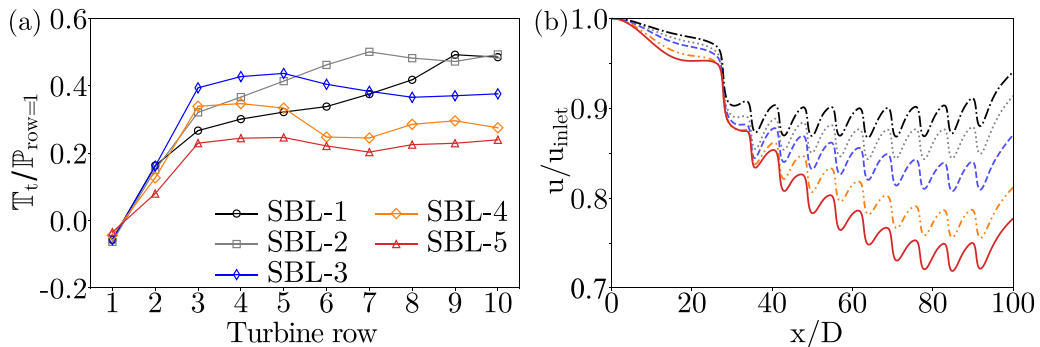 (a)
0.6
0.4
0.2
0.0
-0.2
𝕋t/ℙrow=1
SBL-1
SBL-2
SBL-3
SBL-4
SBL-5
1 2 3 4 5 6 7 8 9 10
Turbine row
(b)
1.0
0.9
0.8
0.7
u/uinlet
0 20 40 60 80 100
x/D